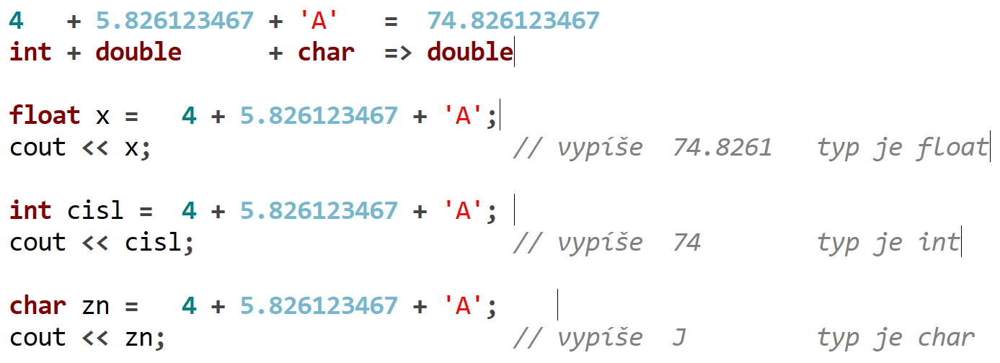 4   + 5.826123467 + 'A'   =  74.826123467
int + double      + char  => double
float x =   4 + 5.826123467 + 'A';
cout << x;                         // vypíše  74.8261   typ je float
int cisl =  4 + 5.826123467 + 'A';
cout << cisl;                      // vypíše  74        typ je int
char zn =   4 + 5.826123467 + 'A';
cout << zn;                        // vypíše  J         typ je char